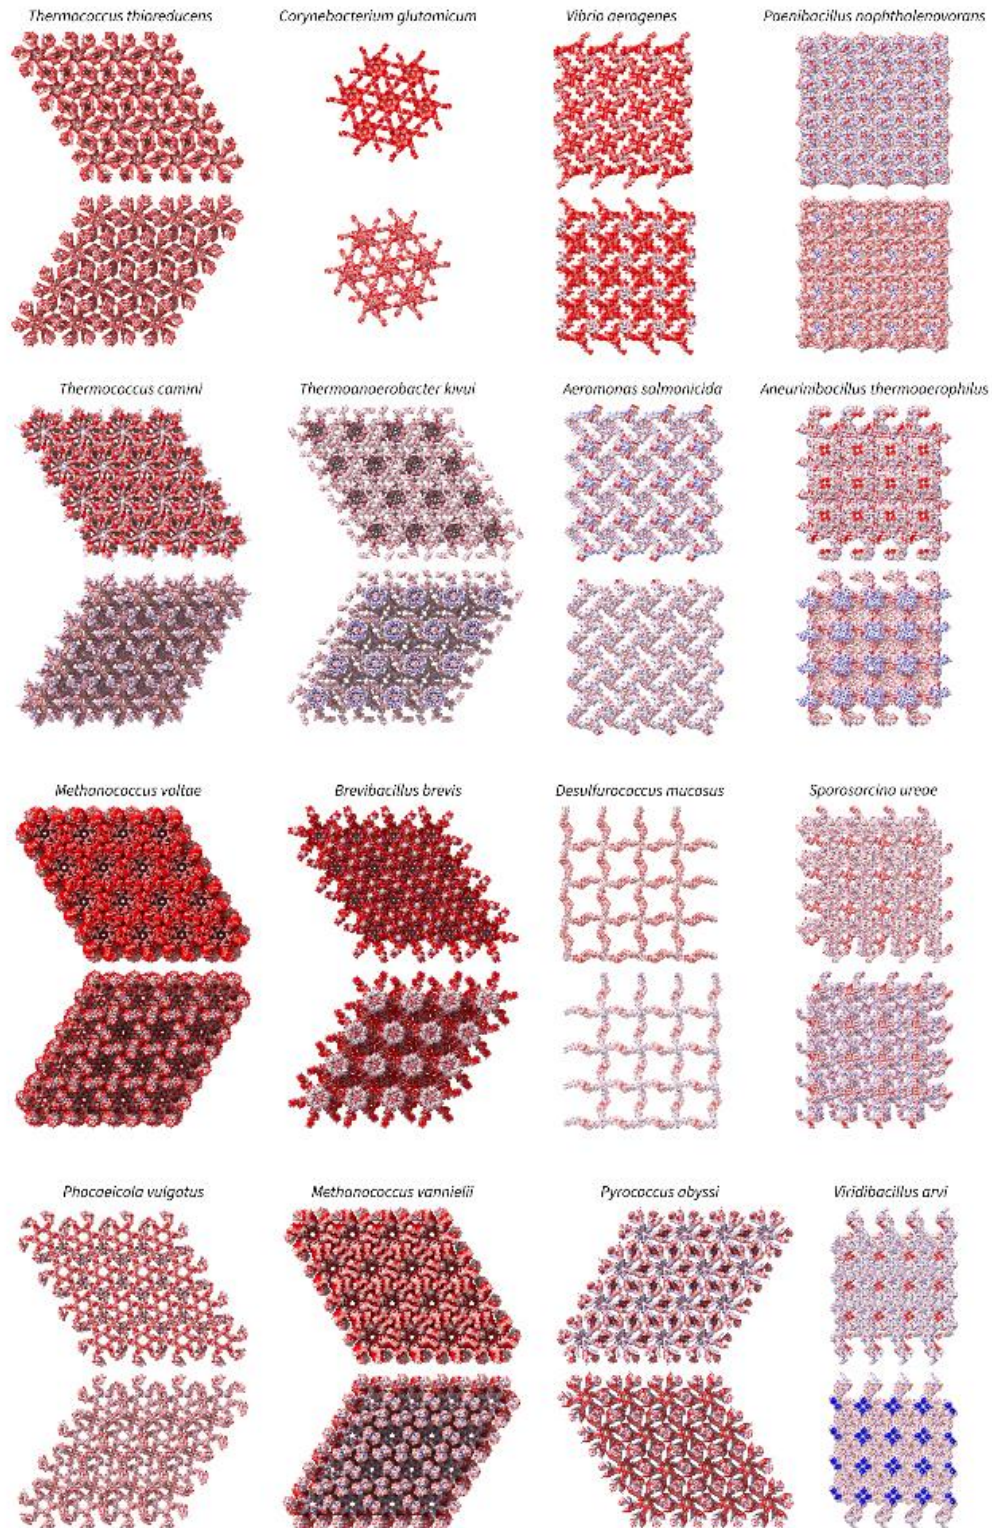 Thermococcus thioreducens
Corynebacterium glutamicum
Vibrio aerogenes
Paenibacillus naphthalenovorans
Thermococcus camini
Thermoanaerobacter kivui
Aeromonas salmonicida
Aneurinibacillus thermoaerophilus
Methanococcus voltae
Brevibacillus brevis
Desulfurococcus mucosus
Sporosarcina ureae
Phocaeicola vulgatus
Methanococcus vannielii
Pyrococcus abyssi
Viridibacillus arvi